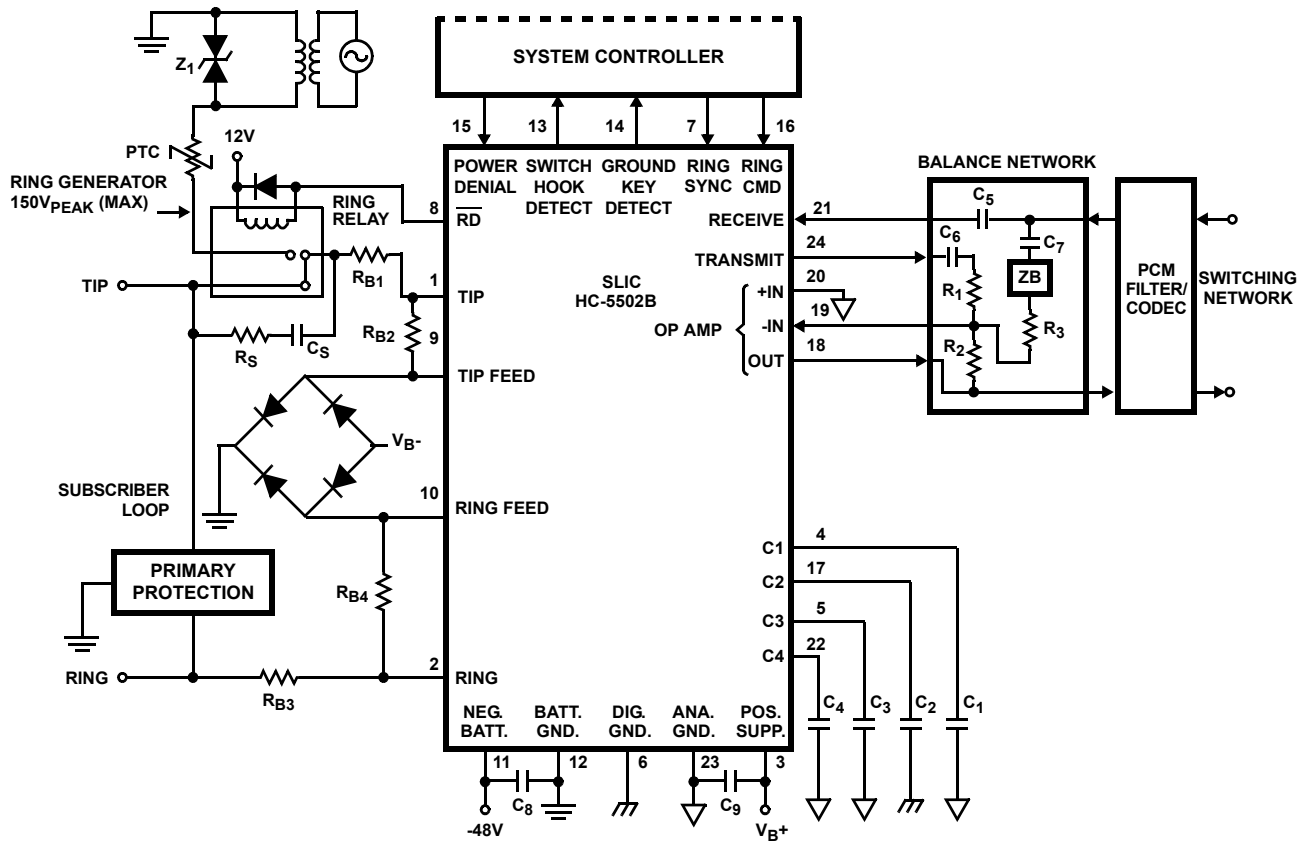 SYSTEM CONTROLLER
Z1
15
13
14
7
16
12V
PTC
RING GENERATOR
150VPEAK (MAX)
RING
RELAY
8
POWER
DENIAL
SWITCH
HOOK
DETECT
GROUND
KEY
DETECT
RING
SYNC
RING
CMD
RD
BALANCE NETWORK
RECEIVE
21
C5
C6
C7
TRANSMIT
24
ZB
PCM
FILTER/
CODEC
SWITCHING
NETWORK
RB1
SLIC
HC-5502B
+IN
20
R1
TIP
1
TIP
OP AMP
-IN
19
R3
RB2
9
OUT
18
R2
RS
CS
TIP FEED
VB-
SUBSCRIBER
LOOP
10
RING FEED
C1
4
PRIMARY
PROTECTION
C2
17
RB4
C3
5
C4
22
RING
RB3
2
RING
C4
C3
C2
C1
NEG.
BATT.
BATT.
GND.
DIG.
GND.
ANA.
GND.
POS.
SUPP.
11
12
6
23
3
C8
C9
-48V
VB+